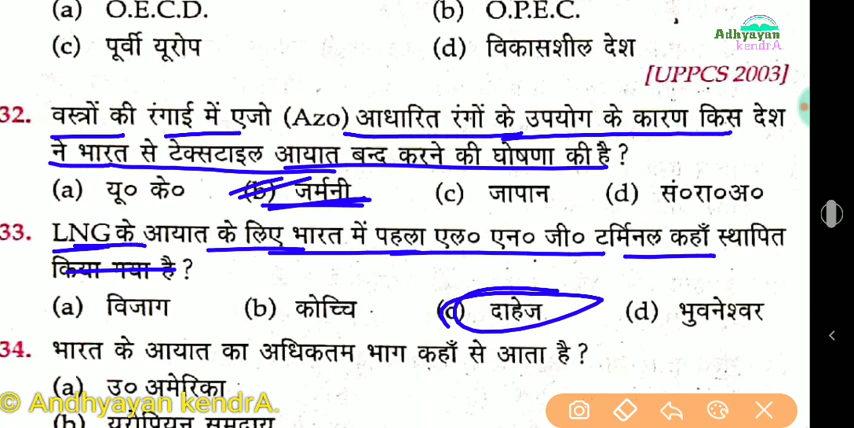 (a) O.E.C.D. (b) O.P.E.C.
Adhyayan
kendrA
(c) पूर्वी यूरोप (d) विकासशील देश
[UPPCS 2003]
32. वस्त्रों की रंगाई में एजो (Azo) आधारित रंगों के उपयोग के कारण किस देश
ने भारत से टेक्सटाइल आयात बन्द करने की घोषणा की है ?
(a) यू० के० (b) जर्मनी (c) जापान (d) सं०रा०अ०
33. LNG के आयात के लिए भारत में पहला एल० एन० जी० टर्मिनल कहाँ स्थापित
किया गया है ?
(a) विजाग (b) कोच्चि (c) दाहेज (d) भुवनेश्वर
34. भारत के आयात का अधिकतम भाग कहाँ से आता है ?
(a) उ० अमेरिका
© Andhyayan kendrA.
(b) यूरोपियन समुदाय